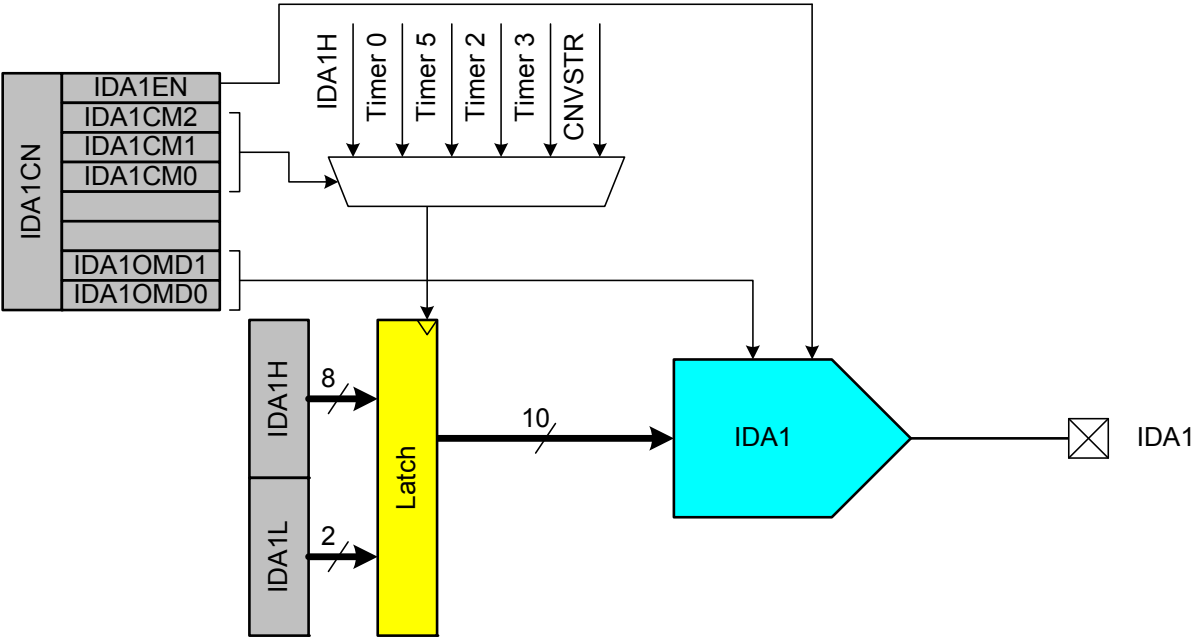 IDA1H
Timer 0
Timer 5
Timer 2
Timer 3
CNVSTR
IDA1CN
IDA1EN
IDA1CM2
IDA1CM1
IDA1CM0
IDA1OMD1
IDA1OMD0
IDA1H
8
IDA1L
2
Latch
10
IDA1
IDA1